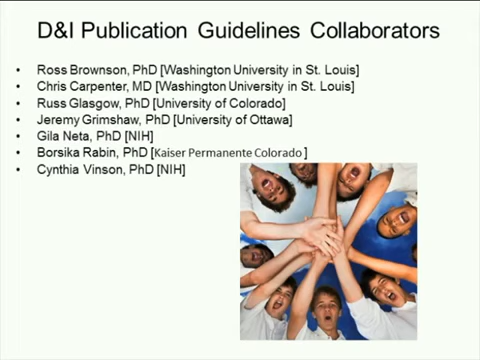 D&I Publication Guidelines Collaborators
• Ross Brownson, PhD [Washington University in St. Louis]
• Chris Carpenter, MD [Washington University in St. Louis]
• Russ Glasgow, PhD [University of Colorado]
• Jeremy Grimshaw, PhD [University of Ottawa]
• Gila Neta, PhD [NIH]
• Borsika Rabin, PhD [Kaiser Permanente Colorado ]
• Cynthia Vinson, PhD [NIH]